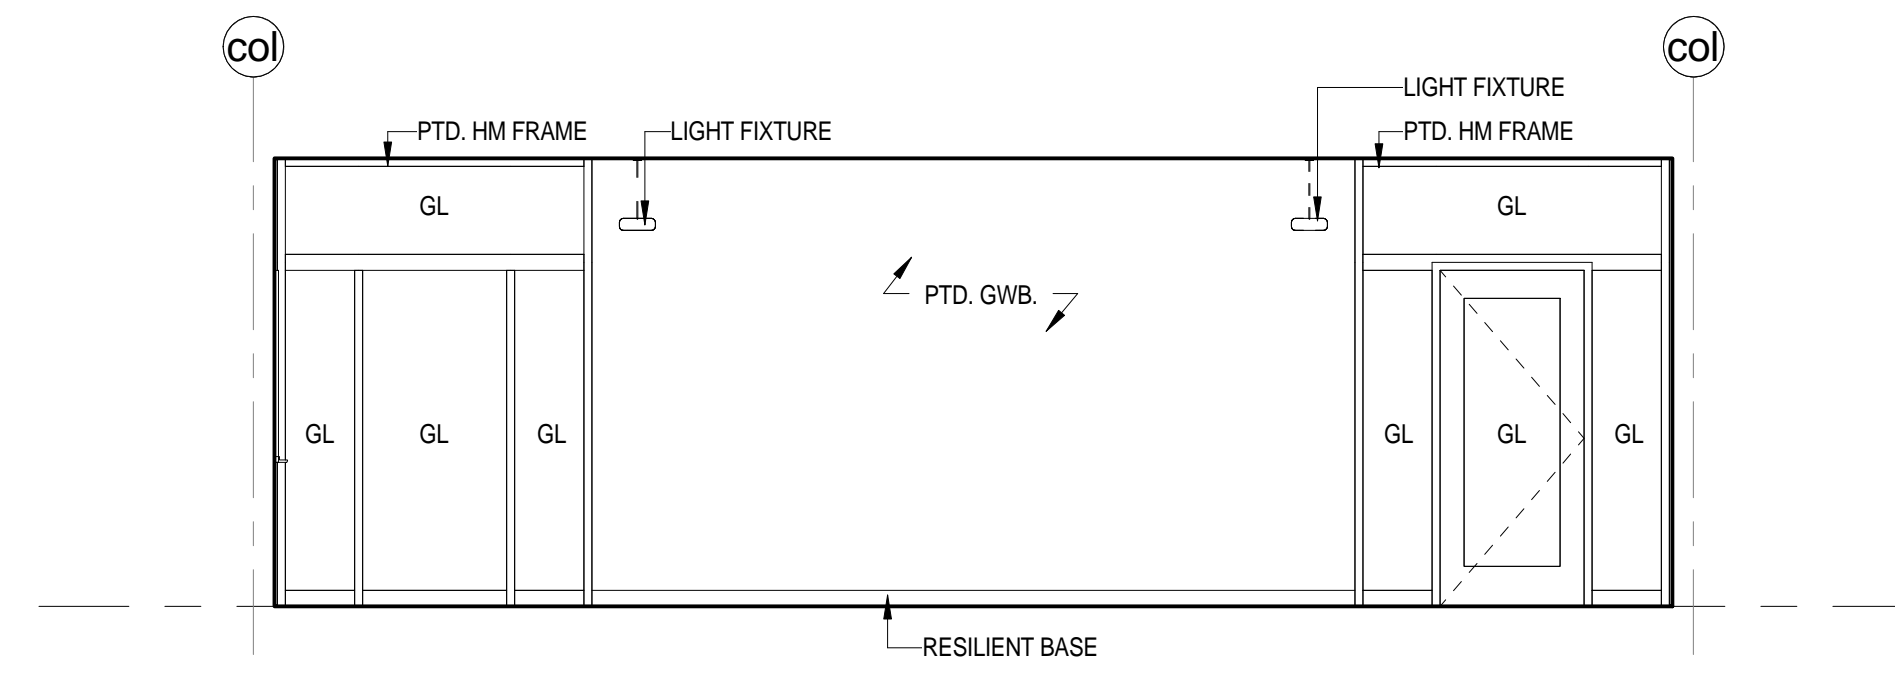 col
col
LIGHT FIXTURE
PTD. HM FRAME
LIGHT FIXTURE
PTD. HM FRAME
GL
GL
PTD. GWB.
GL
GL
GL
GL
GL
GL
RESILIENT BASE